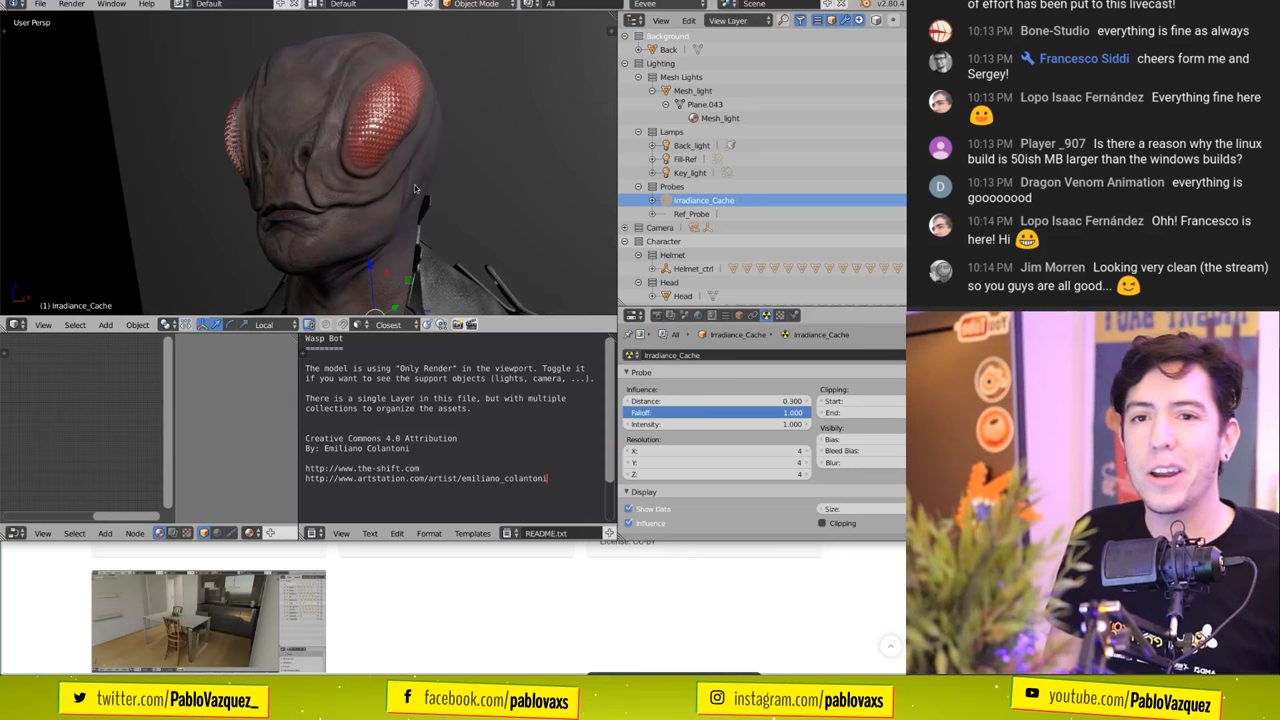 File
Render
Window
Help
Default
Default
Object Mode
All
Eevee
Scene
v2.80.4
User Persp
(1) Irradiance_Cache
View
Edit
View Layer
Background
Back
Lighting
Mesh Lights
Mesh_light
Plane.043
Mesh_light
Lamps
Back_light
Fill-Ref
Key_light
Probes
Irradiance_Cache
Ref_Probe
Camera
Character
Helmet
Helmet_ctrl
Head
Head
View
Select
Add
Object
Local
Closest
All
Irradiance_Cache
Irradiance_Cache
Irradiance_Cache
Probe
Influence:
Clipping:
Distance: 0.300
Start:
Falloff: 1.000
End:
Intensity: 1.000
Visibily:
Resolution:
Bias:
X: 4
Bleed Bias:
Y: 4
Blur:
Z: 4
Display
Show Data
Size:
Influence
Clipping
Wasp Bot
========
The model is using "Only Render" in the viewport. Toggle it
if you want to see the support objects (lights, camera, ...).
There is a single Layer in this file, but with multiple
collections to organize the assets.
Creative Commons 4.0 Attribution
By: Emiliano Colantoni
http://www.the-shift.com
http://www.artstation.com/artist/emiliano_colantoni
View
Select
Add
Node
View
Text
Edit
Format
Templates
README.txt
License: CC-BY
of effort has been put to this livecast!
10:13 PM Bone-Studio everything is fine as always
10:13 PM Francesco Siddi cheers form me and
Sergey!
10:13 PM Lopo Isaac Fernández Everything fine here
10:13 PM Player _907 Is there a reason why the linux
build is 50ish MB larger than the windows builds?
10:13 PM Dragon Venom Animation everything is
gooooooood
10:14 PM Lopo Isaac Fernández Ohh! Francesco is
here! Hi
10:14 PM Jim Morren Looking very clean (the stream)
so you guys are all good...
twitter.com/PabloVazquez_
facebook.com/pablovaxs
instagram.com/pablovaxs
youtube.com/PabloVazquez